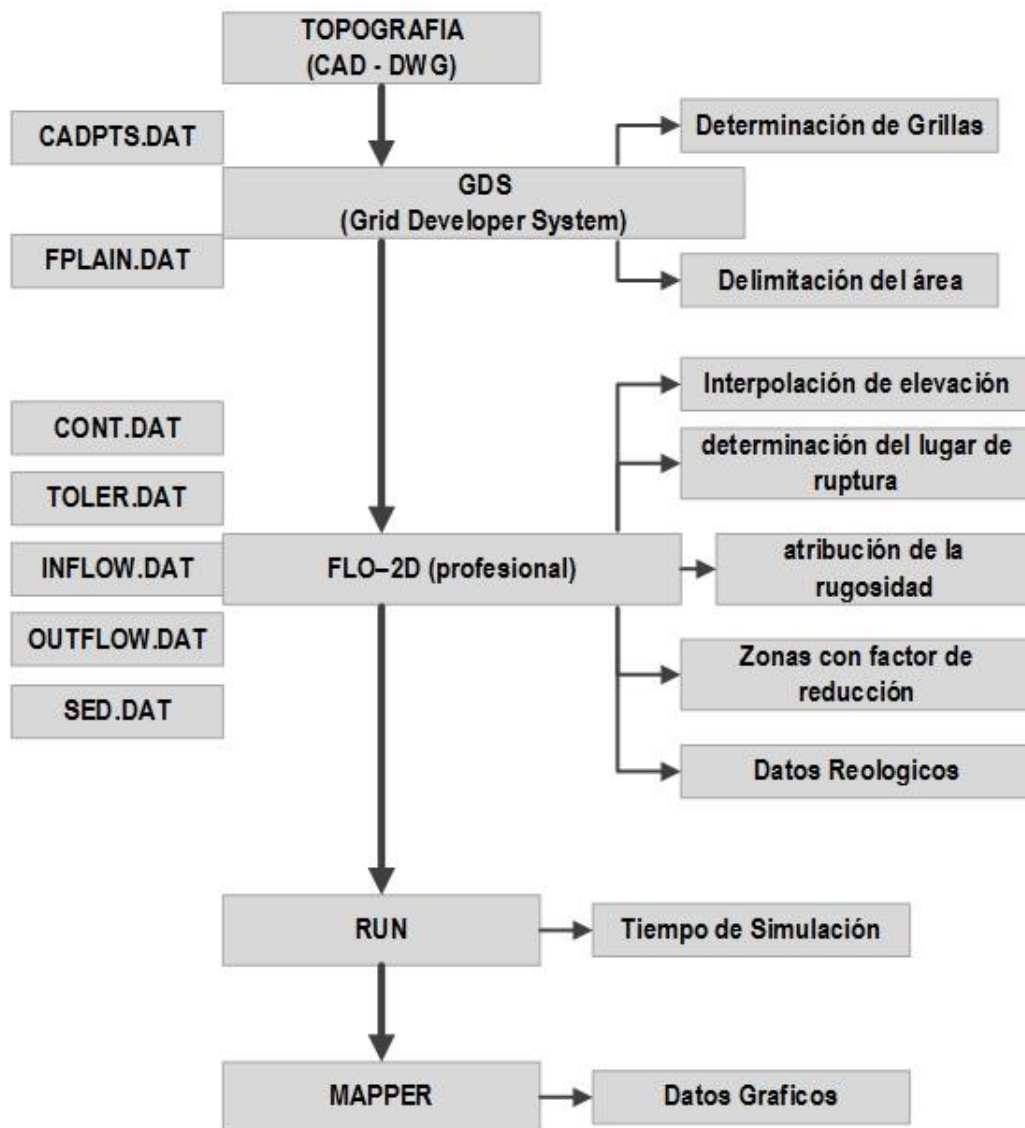 TOPOGRAFIA
(CAD - DWG)
CADPTS.DAT
Determinación de Grillas
GDS
(Grid Developer System)
FPLAIN.DAT
Delimitación del área
Interpolación de elevación
CONT.DAT
determinación del lugar de
ruptura
TOLER.DAT
INFLOW.DAT
FLO–2D (profesional)
atribución de la
rugosidad
OUTFLOW.DAT
Zonas con factor de
reducción
SED.DAT
Datos Reologicos
RUN
Tiempo de Simulación
MAPPER
Datos Graficos